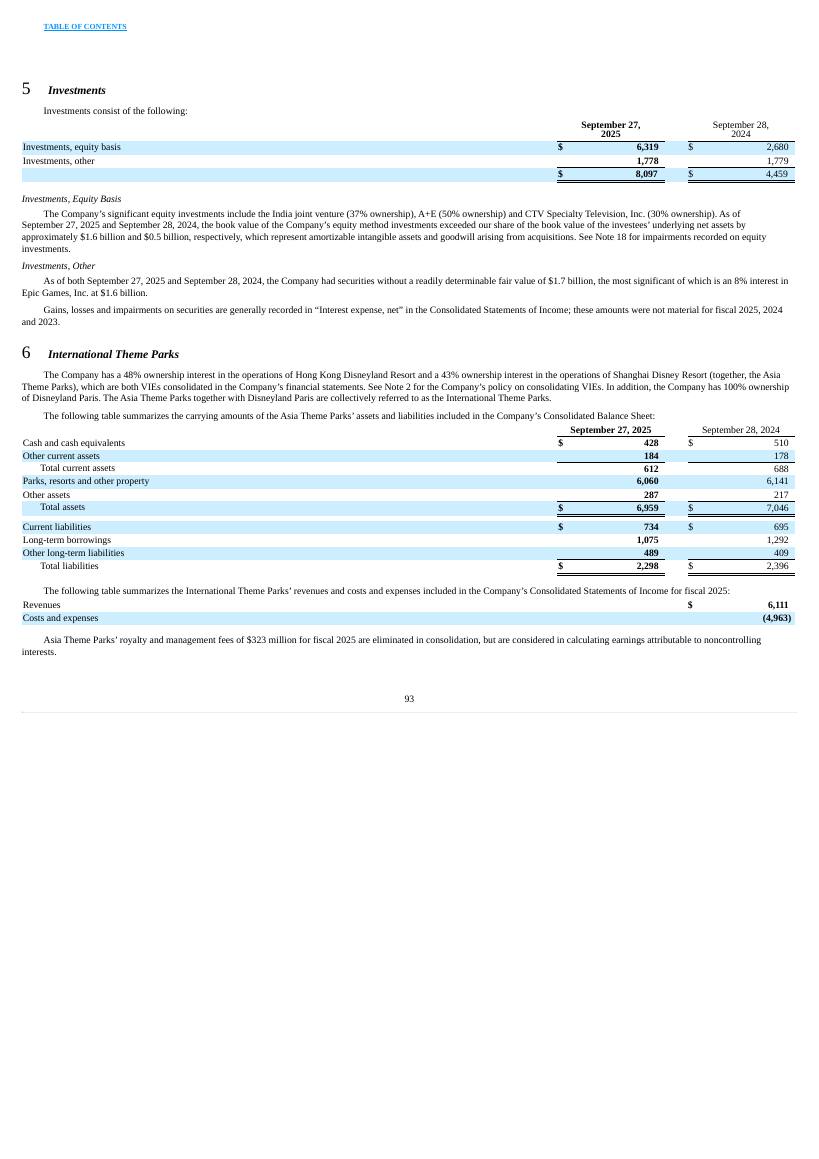 TABLE OF CONTENTS
5 Investments
Investments consist of the following:
September 27,
2025
September 28,
2024
Investments, equity basis $ 6,319 $ 2,680
Investments, other 1,778 1,779
$ 8,097 $ 4,459
Investments, Equity Basis
The Company’s significant equity investments include the India joint venture (37% ownership), A+E (50% ownership) and CTV Specialty Television, Inc. (30% ownership). As of
September 27, 2025 and September 28, 2024, the book value of the Company’s equity method investments exceeded our share of the book value of the investees’ underlying net assets by
approximately $1.6 billion and $0.5 billion, respectively, which represent amortizable intangible assets and goodwill arising from acquisitions. See Note 18 for impairments recorded on equity
investments.
Investments, Other
As of both September 27, 2025 and September 28, 2024, the Company had securities without a readily determinable fair value of $1.7 billion, the most significant of which is an 8% interest in
Epic Games, Inc. at $1.6 billion.
Gains, losses and impairments on securities are generally recorded in “Interest expense, net” in the Consolidated Statements of Income; these amounts were not material for fiscal 2025, 2024
and 2023.
6 International Theme Parks
The Company has a 48% ownership interest in the operations of Hong Kong Disneyland Resort and a 43% ownership interest in the operations of Shanghai Disney Resort (together, the Asia
Theme Parks), which are both VIEs consolidated in the Company’s financial statements. See Note 2 for the Company’s policy on consolidating VIEs. In addition, the Company has 100% ownership
of Disneyland Paris. The Asia Theme Parks together with Disneyland Paris are collectively referred to as the International Theme Parks.
The following table summarizes the carrying amounts of the Asia Theme Parks’ assets and liabilities included in the Company’s Consolidated Balance Sheet:
September 27, 2025 September 28, 2024
Cash and cash equivalents $ 428 $ 510
Other current assets 184 178
Total current assets 612 688
Parks, resorts and other property 6,060 6,141
Other assets 287 217
Total assets $ 6,959 $ 7,046
Current liabilities $ 734 $ 695
Long-term borrowings 1,075 1,292
Other long-term liabilities 489 409
Total liabilities $ 2,298 $ 2,396
The following table summarizes the International Theme Parks’ revenues and costs and expenses included in the Company’s Consolidated Statements of Income for fiscal 2025:
Revenues $ 6,111
Costs and expenses (4,963)
Asia Theme Parks’ royalty and management fees of $323 million for fiscal 2025 are eliminated in consolidation, but are considered in calculating earnings attributable to noncontrolling
interests.
93